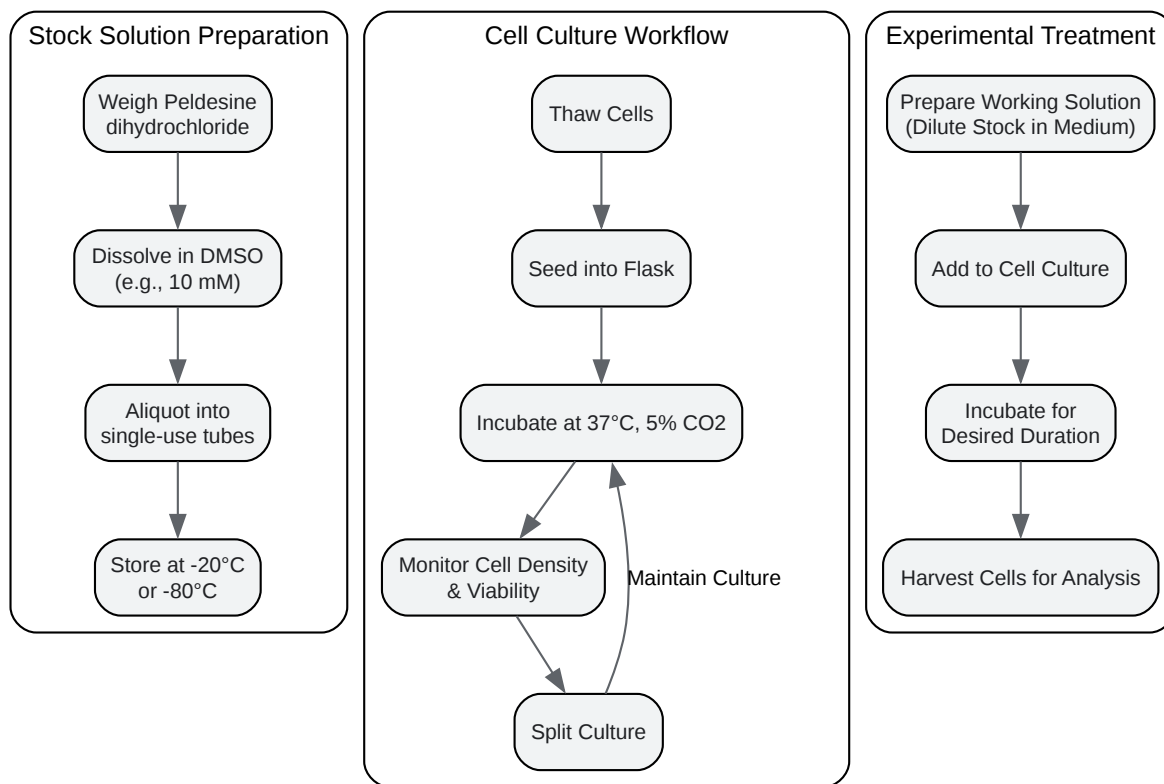 Stock Solution Preparation
Weigh Peldesine
dihydrochloride
Dissolve in DMSO
(e.g., 10 mM)
Aliquot into
single-use tubes
Store at -20°C
or -80°C
Cell Culture Workflow
Thaw Cells
Seed into Flask
Incubate at 37°C, 5% CO2
Monitor Cell Density
& Viability
Maintain Culture
Split Culture
Experimental Treatment
Prepare Working Solution
(Dilute Stock in Medium)
Add to Cell Culture
Incubate for
Desired Duration
Harvest Cells for Analysis